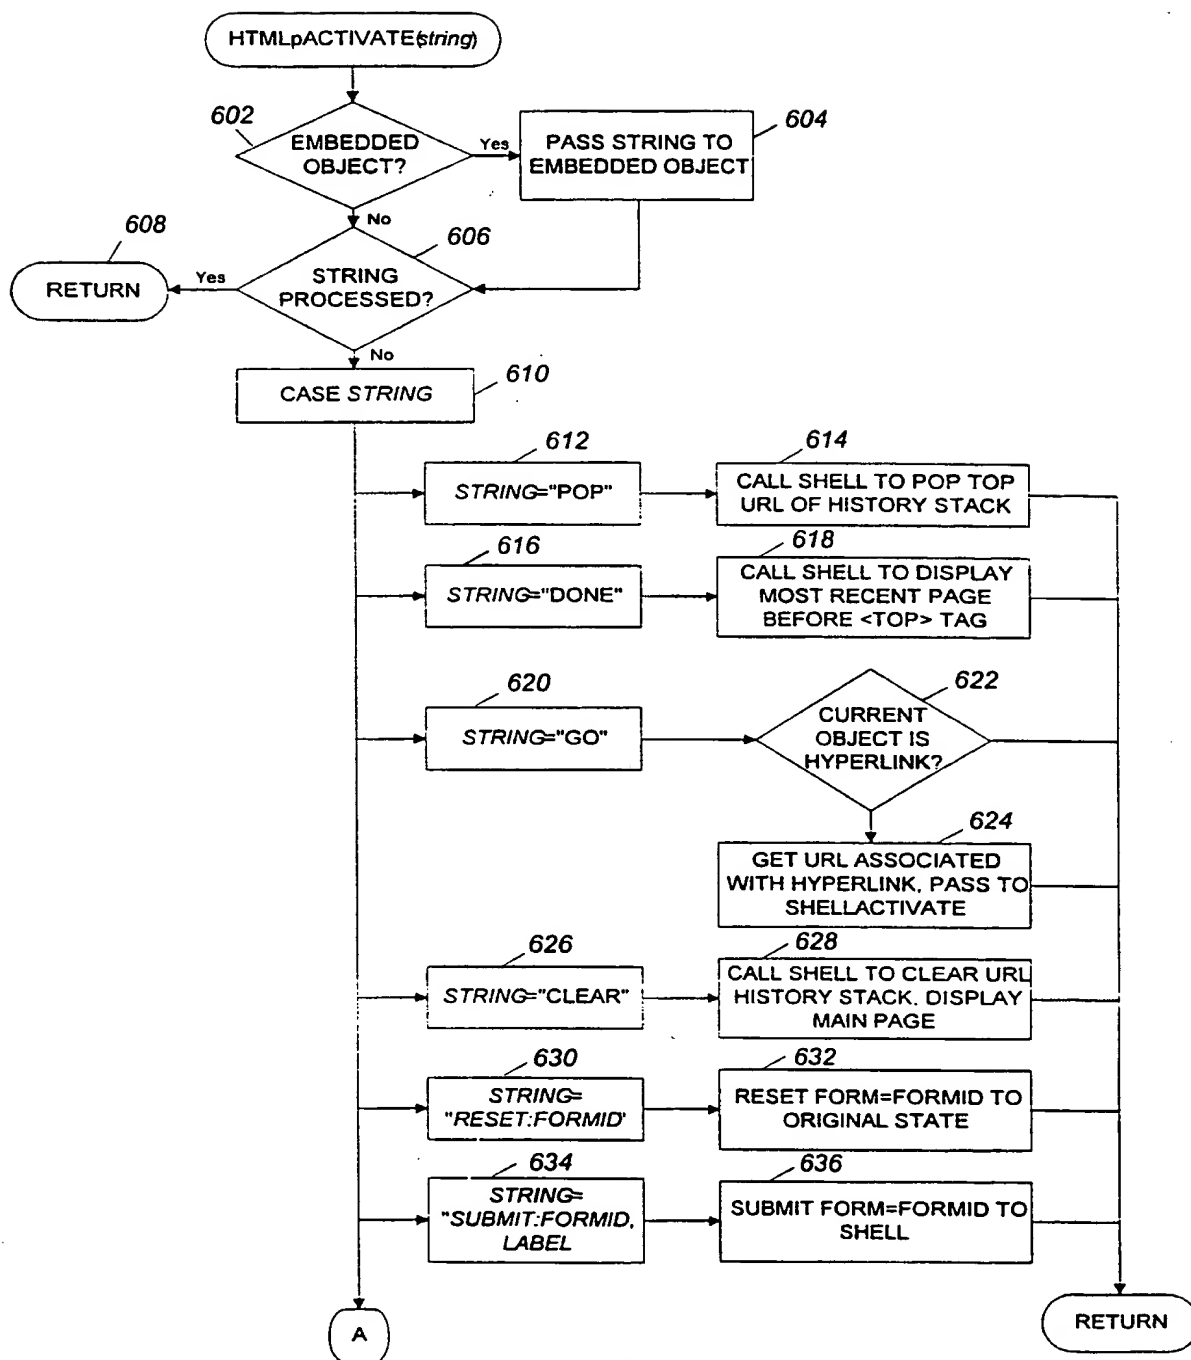 HTMLpACTIVATE(string)
602
EMBEDDED
OBJECT?
Yes
604
PASS STRING TO
EMBEDDED OBJECT
No
608
RETURN
Yes
606
STRING
PROCESSED?
No
610
CASE STRING
612
STRING="POP"
614
CALL SHELL TO POP TOP
URL OF HISTORY STACK
616
STRING="DONE"
618
CALL SHELL TO DISPLAY
MOST RECENT PAGE
BEFORE <TOP> TAG
620
STRING="GO"
622
CURRENT
OBJECT IS
HYPERLINK?
624
GET URL ASSOCIATED
WITH HYPERLINK, PASS TO
SHELLACTIVATE
626
STRING="CLEAR"
628
CALL SHELL TO CLEAR URL
HISTORY STACK. DISPLAY
MAIN PAGE
630
STRING=
"RESET:FORMID'
632
RESET FORM=FORMID TO
ORIGINAL STATE
634
STRING=
"SUBMIT:FORMID,
LABEL
636
SUBMIT FORM=FORMID TO
SHELL
A
RETURN